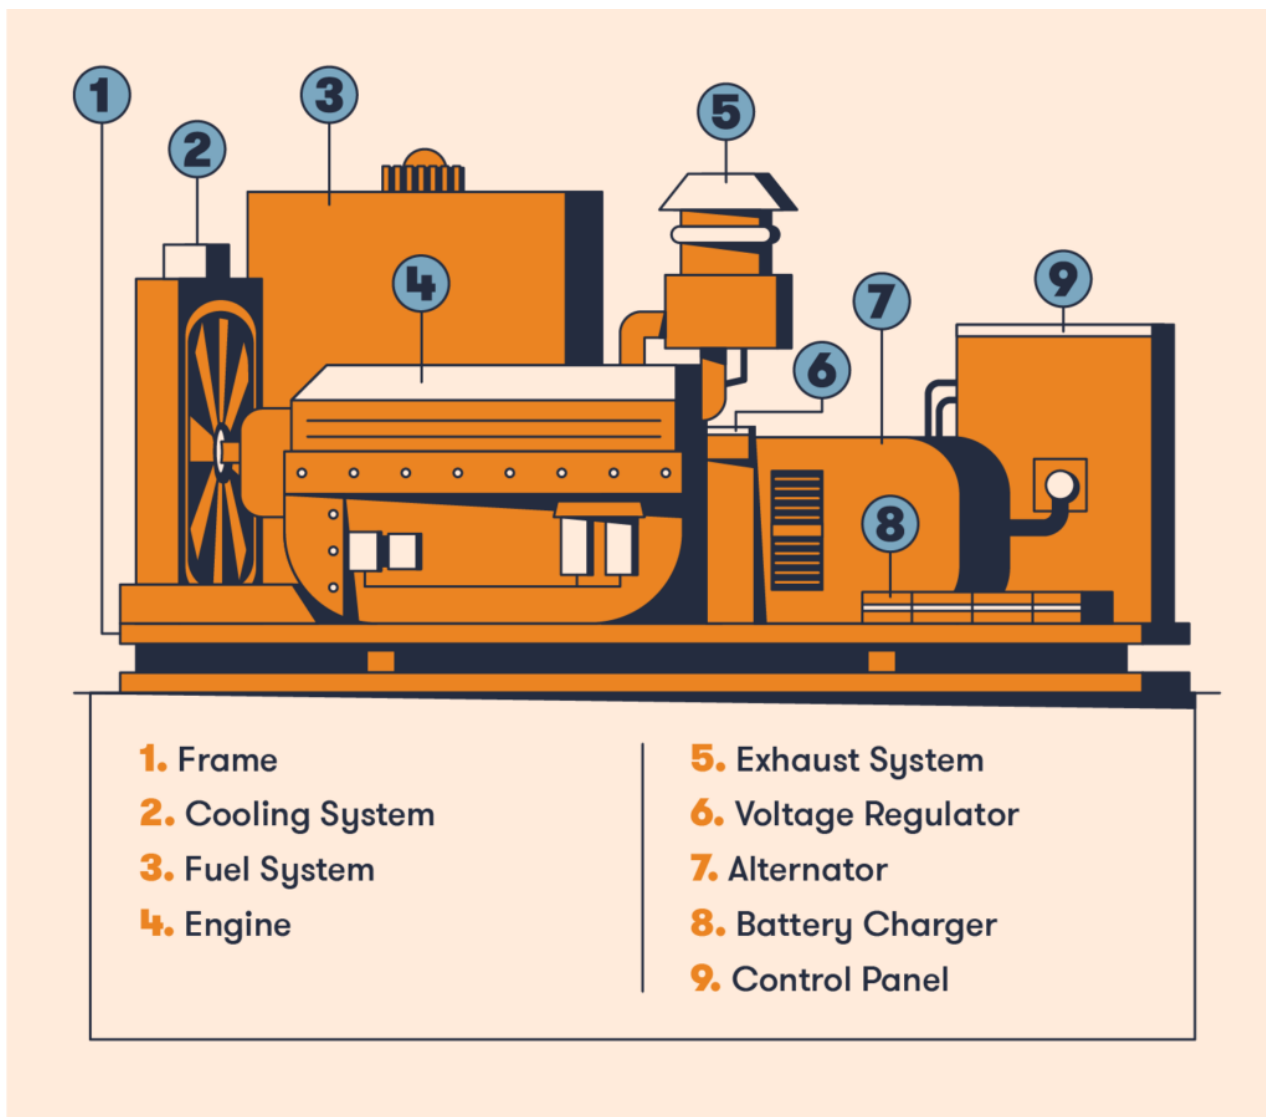 1
2
3
4
5
6
7
8
9
1. Frame
2. Cooling System
3. Fuel System
4. Engine
5. Exhaust System
6. Voltage Regulator
7. Alternator
8. Battery Charger
9. Control Panel